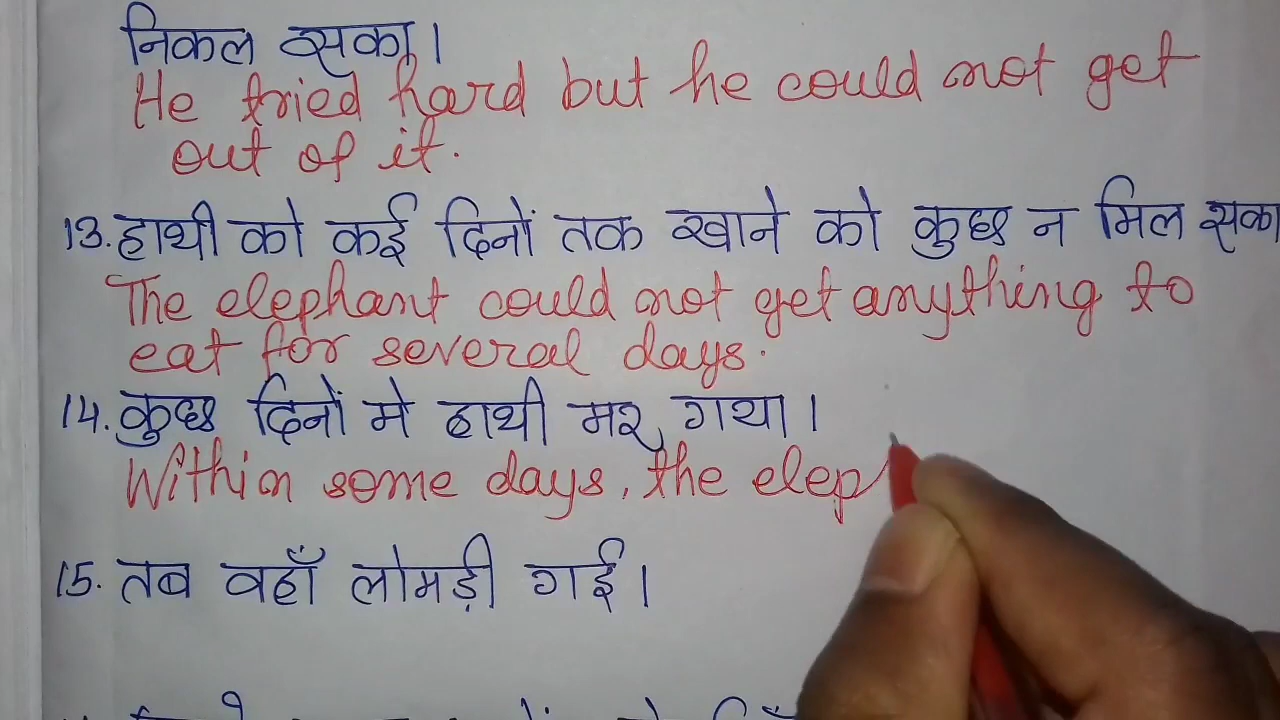 निकल सका।
He tried hard but he could not get
out of it.
13. हाथी को कई दिनों तक खाने को कुछ न मिल सका
The elephant could not get anything to
eat for several days.
14. कुछ दिनों मे हाथी मर गया।
Within some days, the elep
15. तब वहाँ लोमड़ी गई।